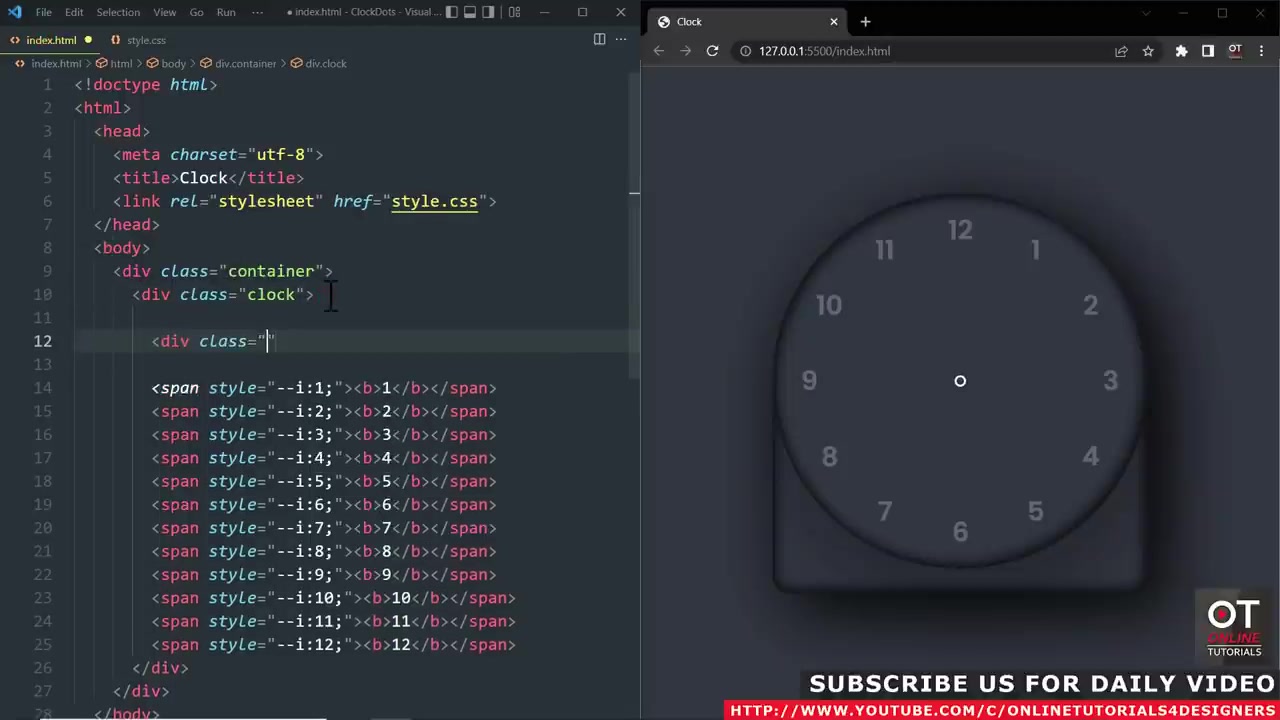 File Edit Selection View Go Run ··· ● index.html - ClockDots - Visual ...
index.html ● style.css ···
index.html > html > body > div.container > div.clock
1 <!doctype html>
2 <html>
3 <head>
4 <meta charset="utf-8">
5 <title>Clock</title>
6 <link rel="stylesheet" href="style.css">
7 </head>
8 <body>
9 <div class="container">
10 <div class="clock">
11
12 <div class=""
13
14 <span style="--i:1;"><b>1</b></span>
15 <span style="--i:2;"><b>2</b></span>
16 <span style="--i:3;"><b>3</b></span>
17 <span style="--i:4;"><b>4</b></span>
18 <span style="--i:5;"><b>5</b></span>
19 <span style="--i:6;"><b>6</b></span>
20 <span style="--i:7;"><b>7</b></span>
21 <span style="--i:8;"><b>8</b></span>
22 <span style="--i:9;"><b>9</b></span>
23 <span style="--i:10;"><b>10</b></span>
24 <span style="--i:11;"><b>11</b></span>
25 <span style="--i:12;"><b>12</b></span>
26 </div>
27 </div>
28 </body>
Clock
127.0.0.1:5500/index.html
OT
12
11 1
10 2
9 3
8 4
7 5
6
OT
ONLINE
TUTORIALS
SUBSCRIBE US FOR DAILY VIDEO
HTTP://WWW.YOUTUBE.COM/C/ONLINETUTORIALS4DESIGNERS